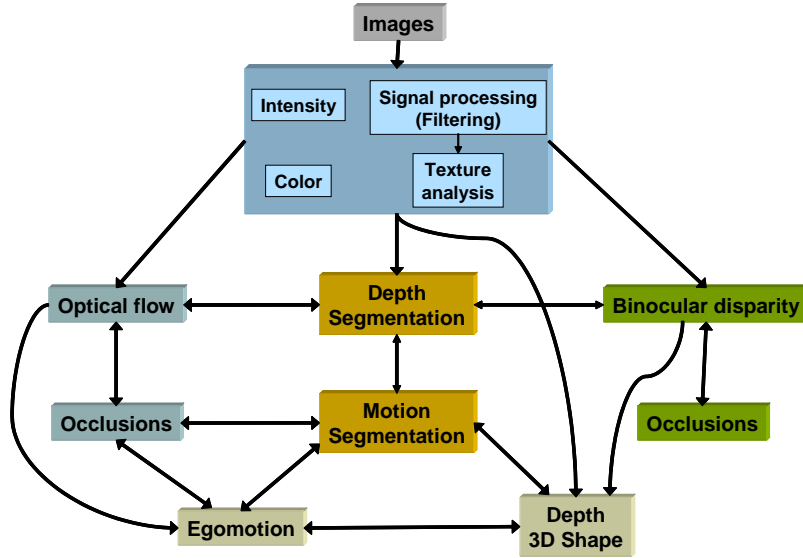 Images
Intensity
Signal processing
(Filtering)
Color
Texture
analysis
Optical flow
Depth
Segmentation
Binocular disparity
Occlusions
Motion
Segmentation
Occlusions
Egomotion
Depth
3D Shape